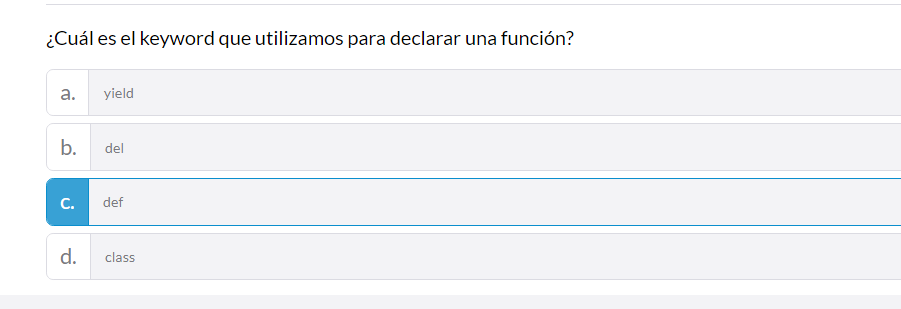 ¿Cuál es el keyword que utilizamos para declarar una función?
a. yield
b. del
c. def
d. class